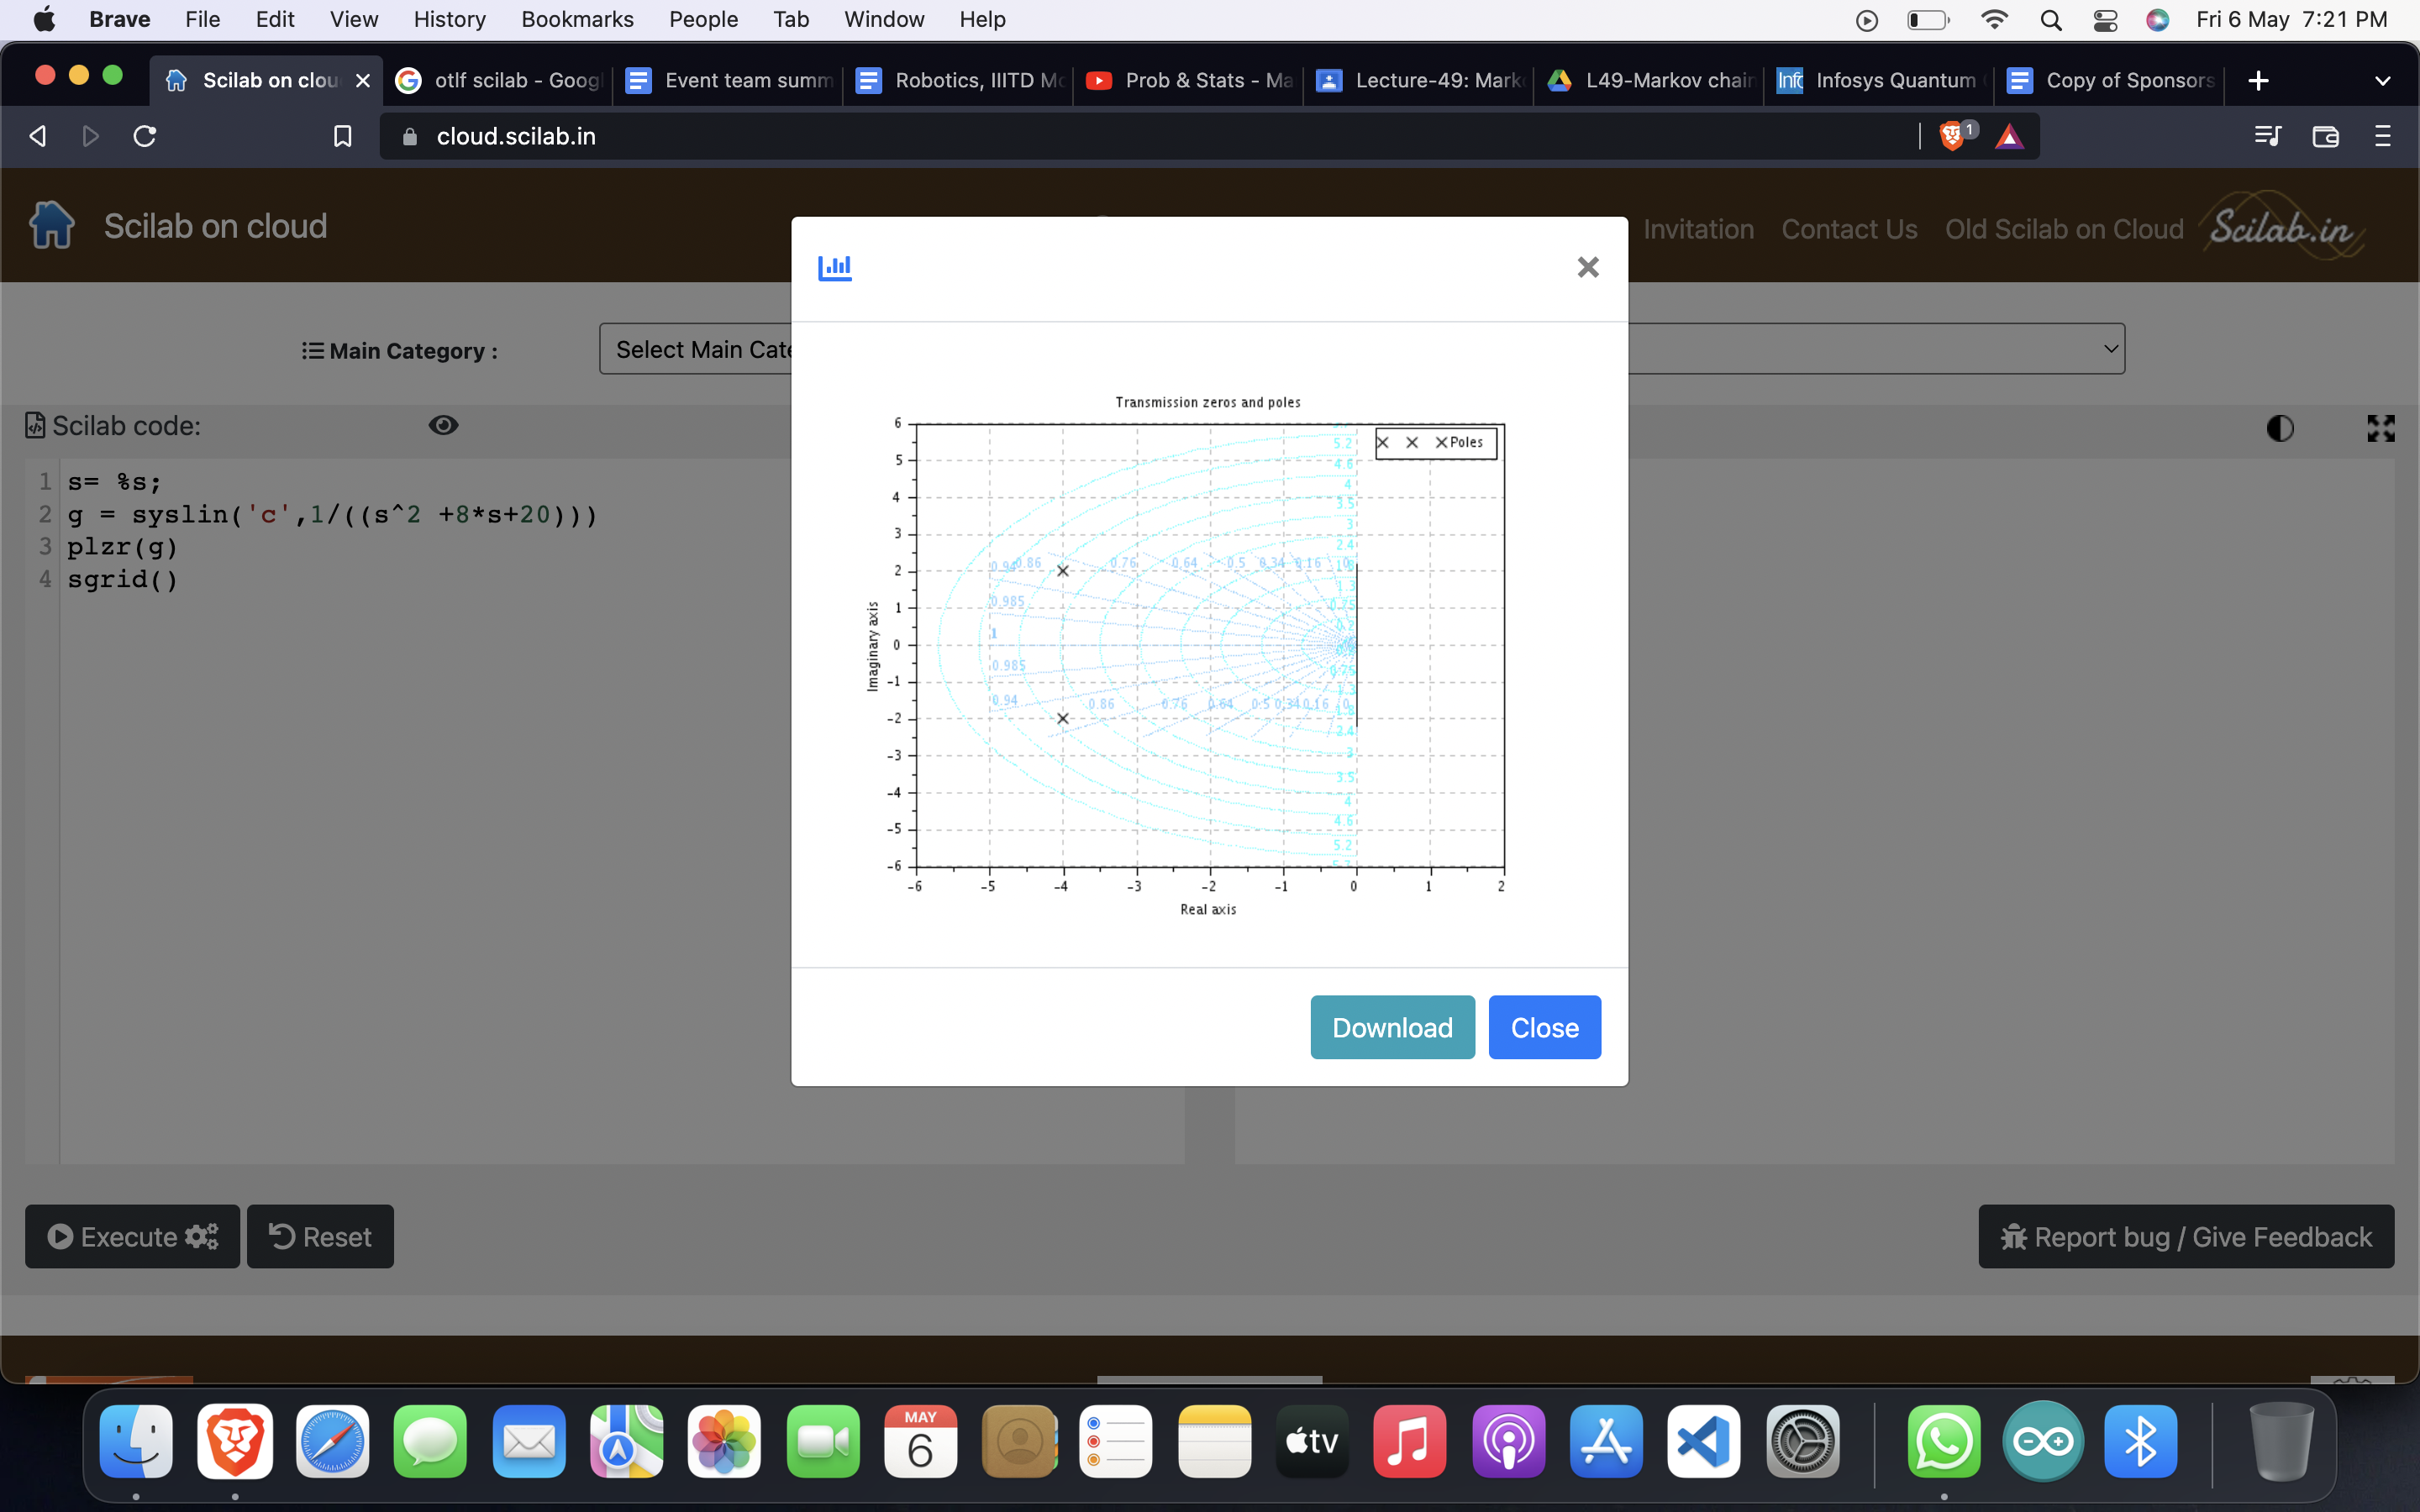 Brave File Edit View History Bookmarks People Tab Window Help Fri 6 May 7:21 PM
Scilab on clou otlf scilab - Googl Event team summ Robotics, IIITD Mo Prob & Stats - Ma Lecture-49: Mark L49-Markov chain Infosys Quantum Copy of Sponsors
cloud.scilab.in 1
Scilab on cloud Invitation Contact Us Old Scilab on Cloud Scilab.in
Main Category : Select Main Cate
Scilab code:
1 s= %s;
2 g = syslin('c',1/((s^2 +8*s+20)))
3 plzr(g)
4 sgrid()
Transmission zeros and poles
Poles
6
5
4
3
2
1
0
-1
-2
-3
-4
-5
-6
Imaginary axis
5.2
4.6
4
3.5
3
2.4
0.94 0.86 0.76 0.64 0.5 0.34 0.16 0
1.3
0.985 0.75
1
0.985 0.75
0.94 0.86 0.76 0.64 0.5 0.34 0.16 0
1.8
2.4
3
3.5
4
4.6
5.2
-6 -5 -4 -3 -2 -1 0 1 2
Real axis
Download Close
Execute Reset Report bug / Give Feedback
MAY
6
tv